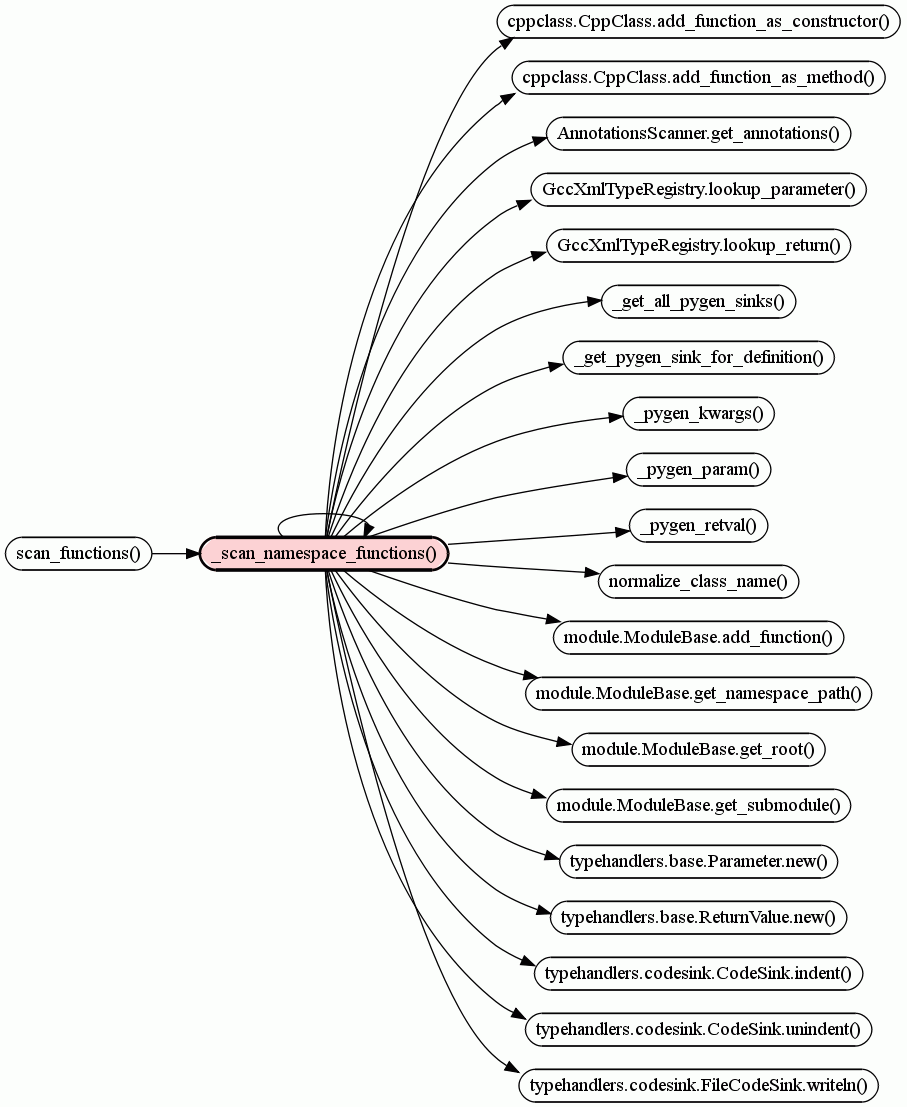 cppclass.CppClass.add_function_as_constructor()
cppclass.CppClass.add_function_as_method()
AnnotationsScanner.get_annotations()
GccXmlTypeRegistry.lookup_parameter()
GccXmlTypeRegistry.lookup_return()
_get_all_pygen_sinks()
_get_pygen_sink_for_definition()
_pygen_kwargs()
_pygen_param()
_pygen_retval()
scan_functions()
_scan_namespace_functions()
normalize_class_name()
module.ModuleBase.add_function()
module.ModuleBase.get_namespace_path()
module.ModuleBase.get_root()
module.ModuleBase.get_submodule()
typehandlers.base.Parameter.new()
typehandlers.base.ReturnValue.new()
typehandlers.codesink.CodeSink.indent()
typehandlers.codesink.CodeSink.unindent()
typehandlers.codesink.FileCodeSink.writeln()